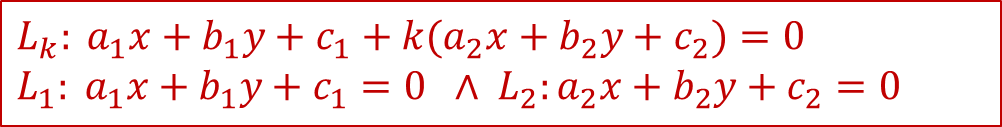 L_k: a_1x + b_1y + c_1 + k(a_2x + b_2y + c_2) = 0
L_1: a_1x + b_1y + c_1 = 0 ∧ L_2: a_2x + b_2y + c_2 = 0